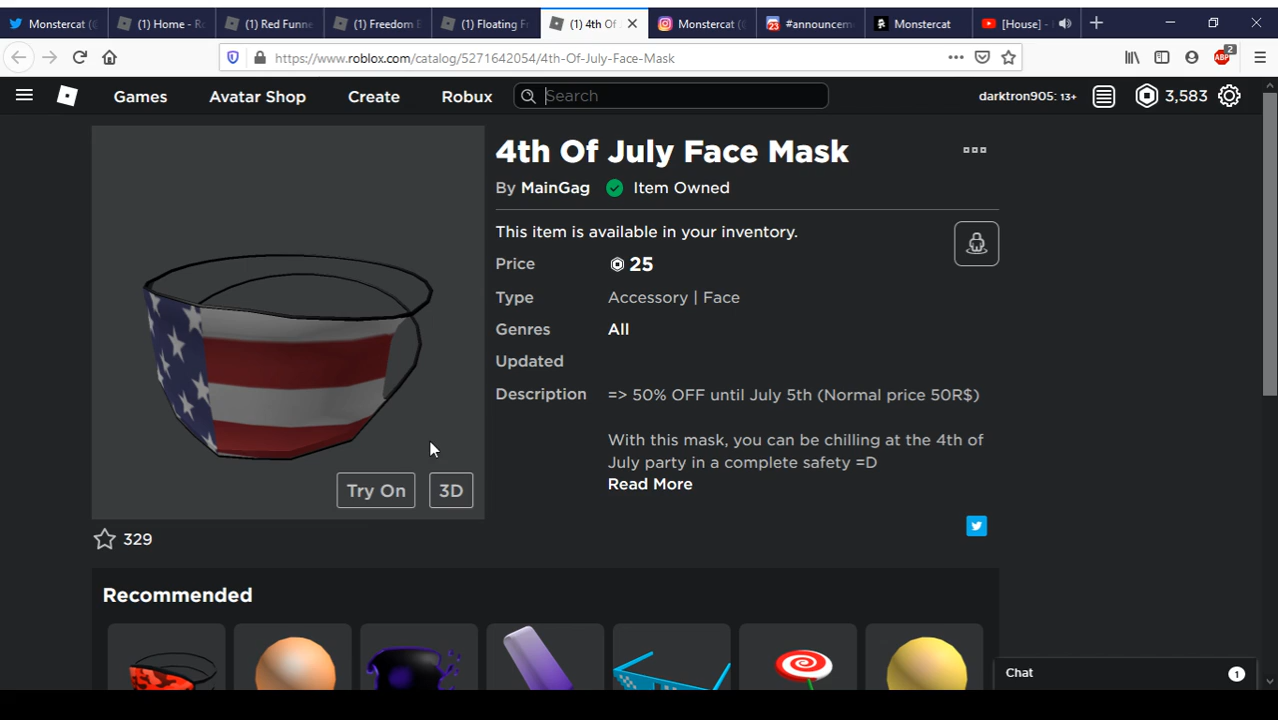 Monstercat (
(1) Home - Ro
(1) Red Funne
(1) Freedom E
(1) Floating Fr
(1) 4th Of
Monstercat (
23
#announcem
Monstercat
[House] -
https://www.roblox.com/catalog/5271642054/4th-Of-July-Face-Mask
ABP
2
Games
Avatar Shop
Create
Robux
Search
darktron905: 13+
3,583
4th Of July Face Mask
By MainGag Item Owned
This item is available in your inventory.
Price 25
Type Accessory | Face
Genres All
Updated
Description => 50% OFF until July 5th (Normal price 50R$)
With this mask, you can be chilling at the 4th of
July party in a complete safety =D
Read More
Try On
3D
329
Recommended
Chat
1